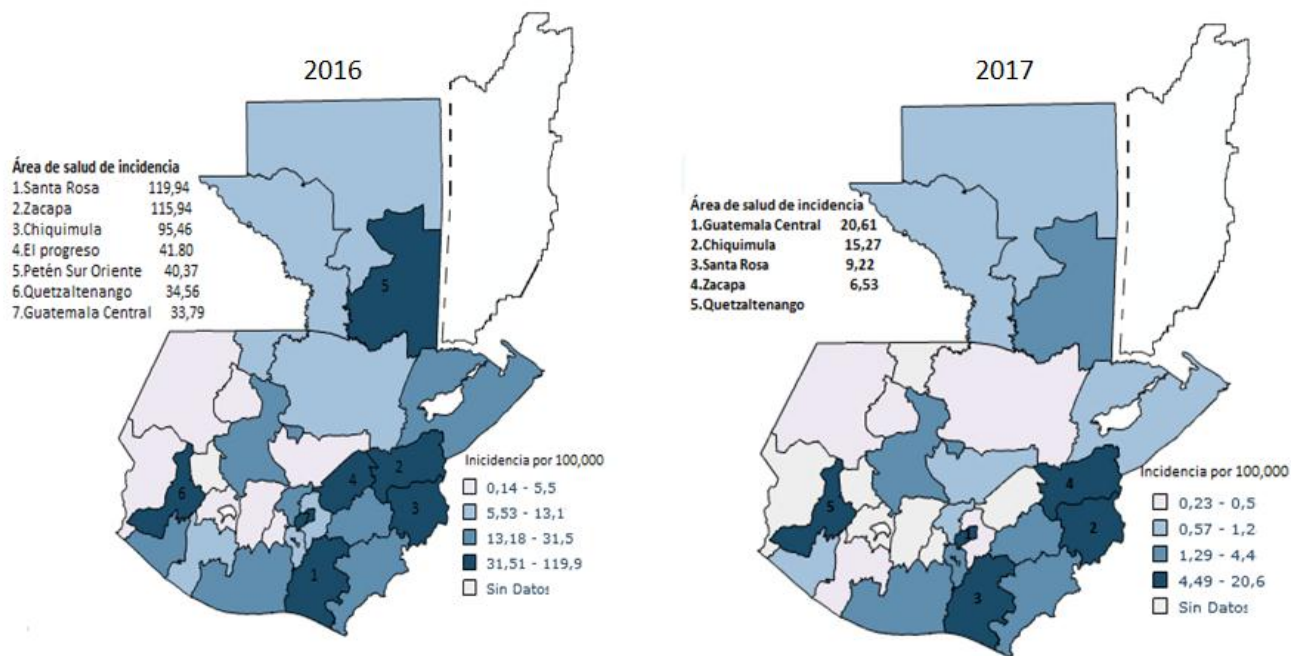 2016
Área de salud de incidencia
1.Santa Rosa 119,94
2.Zacapa 115,94
3.Chiquimula 95,46
4.El progreso 41.80
5.Petén Sur Oriente 40,37
6.Quetzaltenango 34,56
7.Guatemala Central 33,79
5
6
4
2
3
1
Inicidencia por 100,000
0,14 - 5,5
5,53 - 13,1
13,18 - 31,5
31,51 - 119,9
Sin Datos
2017
Área de salud de incidencia
1.Guatemala Central 20,61
2.Chiquimula 15,27
3.Santa Rosa 9,22
4.Zacapa 6,53
5.Quetzaltenango
5
4
2
1
3
Inicidencia por 100,000
0,23 - 0,5
0,57 - 1,2
1,29 - 4,4
4,49 - 20,6
Sin Datos